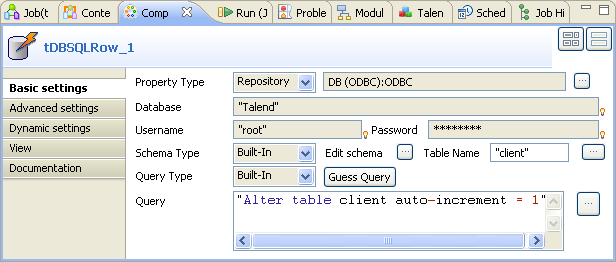 Job(t Conte Comp Run (J Proble Modul Talen Sched Job Hi
tDBSQLRow_1
Basic settings
Advanced settings
Dynamic settings
View
Documentation
Property Type Repository DB (ODBC):ODBC ...
Database "Talend"
Username "root" Password ********
Schema Type Built-In Edit schema ... Table Name "client" ...
Query Type Built-In Guess Query
Query "Alter table client auto-increment = 1" ...